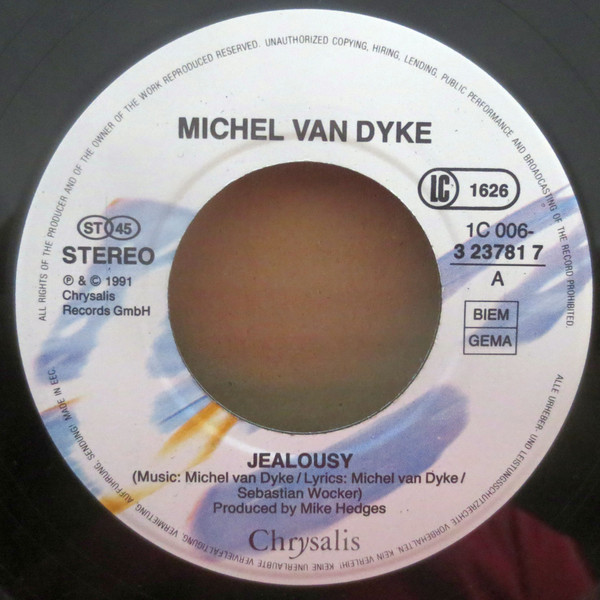 ALL RIGHTS OF THE PRODUCER AND OF THE OWNER OF THE WORK REPRODUCED RESERVED. UNAUTHORIZED COPYING, HIRING, LENDING, PUBLIC PERFORMANCE AND BROADCASTING OF THE RECORD PROHIBITED.
MICHEL VAN DYKE
LC 1626
ST 45
STEREO
℗ & © 1991
Chrysalis
Records GmbH
1C 006-
3 23781 7
A
BIEM
GEMA
JEALOUSY
(Music: Michel van Dyke / Lyrics: Michel van Dyke /
Sebastian Wocker)
Produced by Mike Hedges
Chrysalis
ALLE URHEBER- UND LEISTUNGSSCHUTZRECHTE VORBEHALTEN. KEIN VERLEIH! KEINE UNERLAUBTE VERVIELFÄLTIGUNG, VERMIETUNG, AUFFÜHRUNG, SENDUNG! MADE IN EEC.